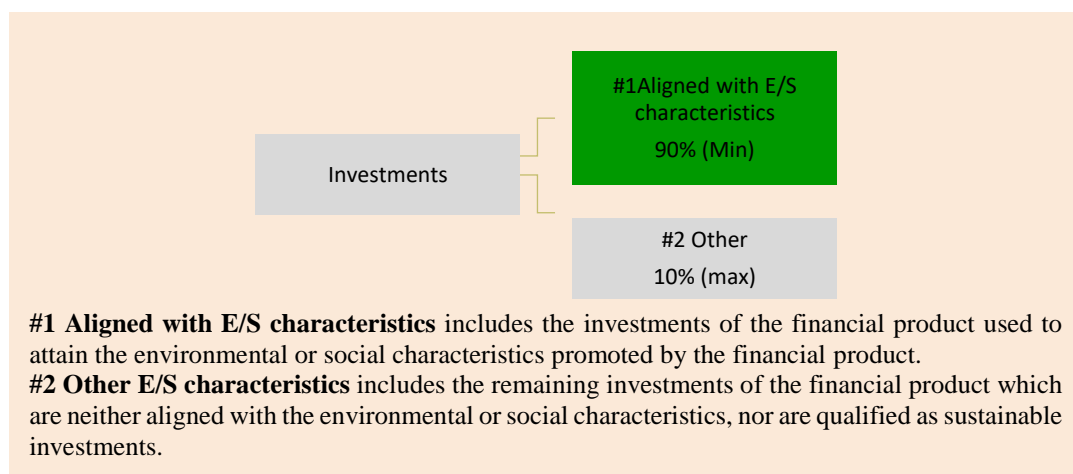 #1Aligned with E/S
characteristics
90% (Min)
Investments
#2 Other
10% (max)
#1 Aligned with E/S characteristics includes the investments of the financial product used to
attain the environmental or social characteristics promoted by the financial product.
#2 Other E/S characteristics includes the remaining investments of the financial product which
are neither aligned with the environmental or social characteristics, nor are qualified as sustainable
investments.